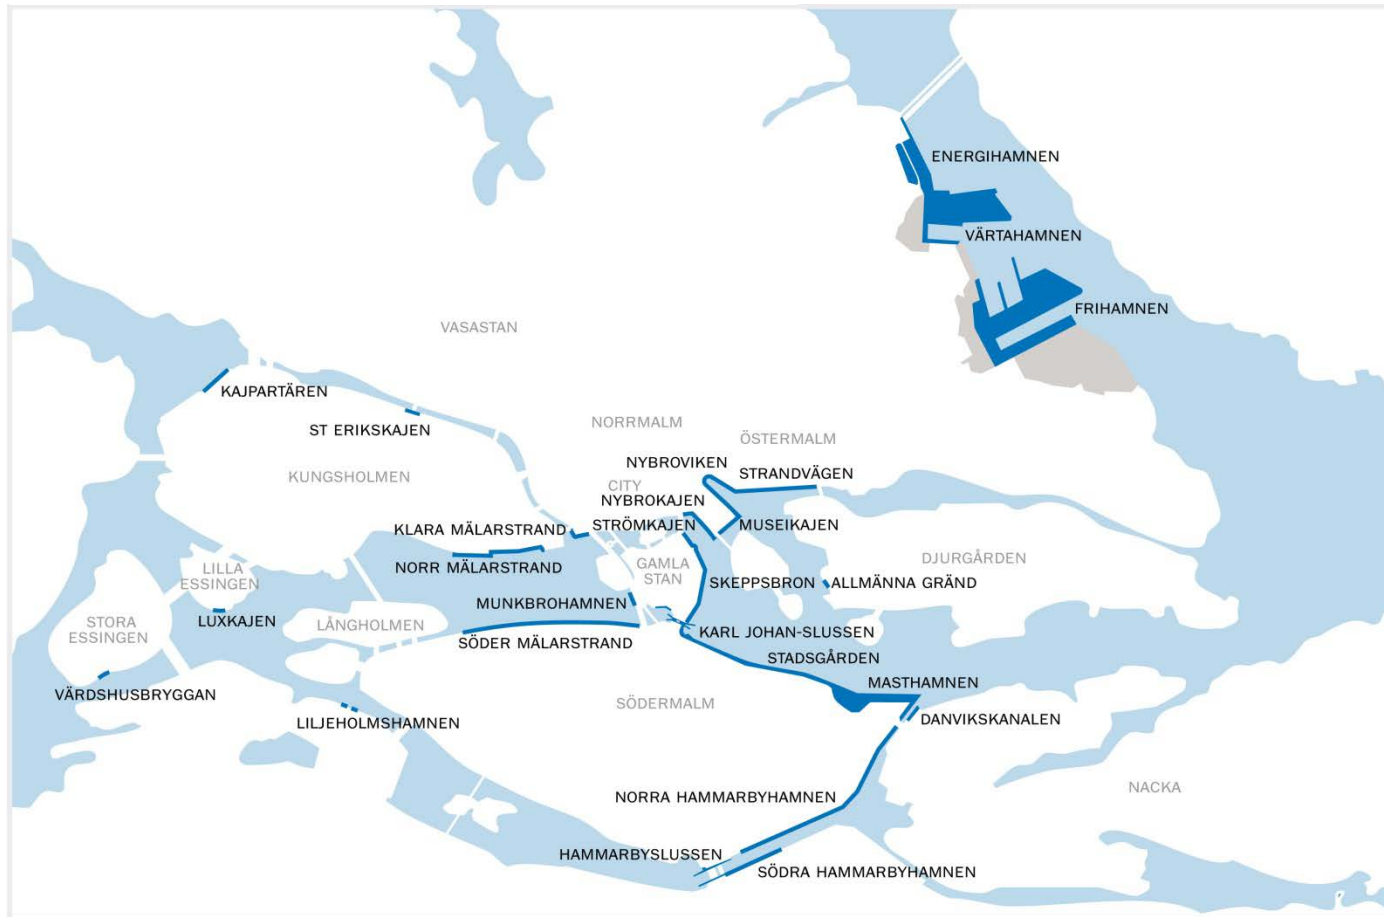 ENERGIHAMNEN
VÄRTAHAMNEN
FRIHAMNEN
VASASTAN
KAJPARTÄREN
ST ERIKSKAJEN
NORRMALM
ÖSTERMALM
KUNGSHOLMEN
NYBROVIKEN
STRANDVÄGEN
CITY
NYBROKAJEN
KLARA MÄLARSTRAND
STRÖMKAJEN
MUSEIKAJEN
NORR MÄLARSTRAND
GAMLA
STAN
DJURGÅRDEN
LILLA
ESSINGEN
SKEPPSBRON
ALLMÄNNA GRÄND
MUNKBROHAMNEN
STORA
ESSINGEN
LUXKAJEN
LÅNGHOLMEN
KARL JOHAN-SLUSSEN
SÖDER MÄLARSTRAND
STADSGÅRDEN
MASTHAMNEN
VÄRDSHUSBRYGGAN
SÖDERMALM
LILJEHOLMSHAMNEN
DANVIKSKANALEN
NACKA
NORRA HAMMARBYHAMNEN
HAMMARBYSLUSSEN
SÖDRA HAMMARBYHAMNEN